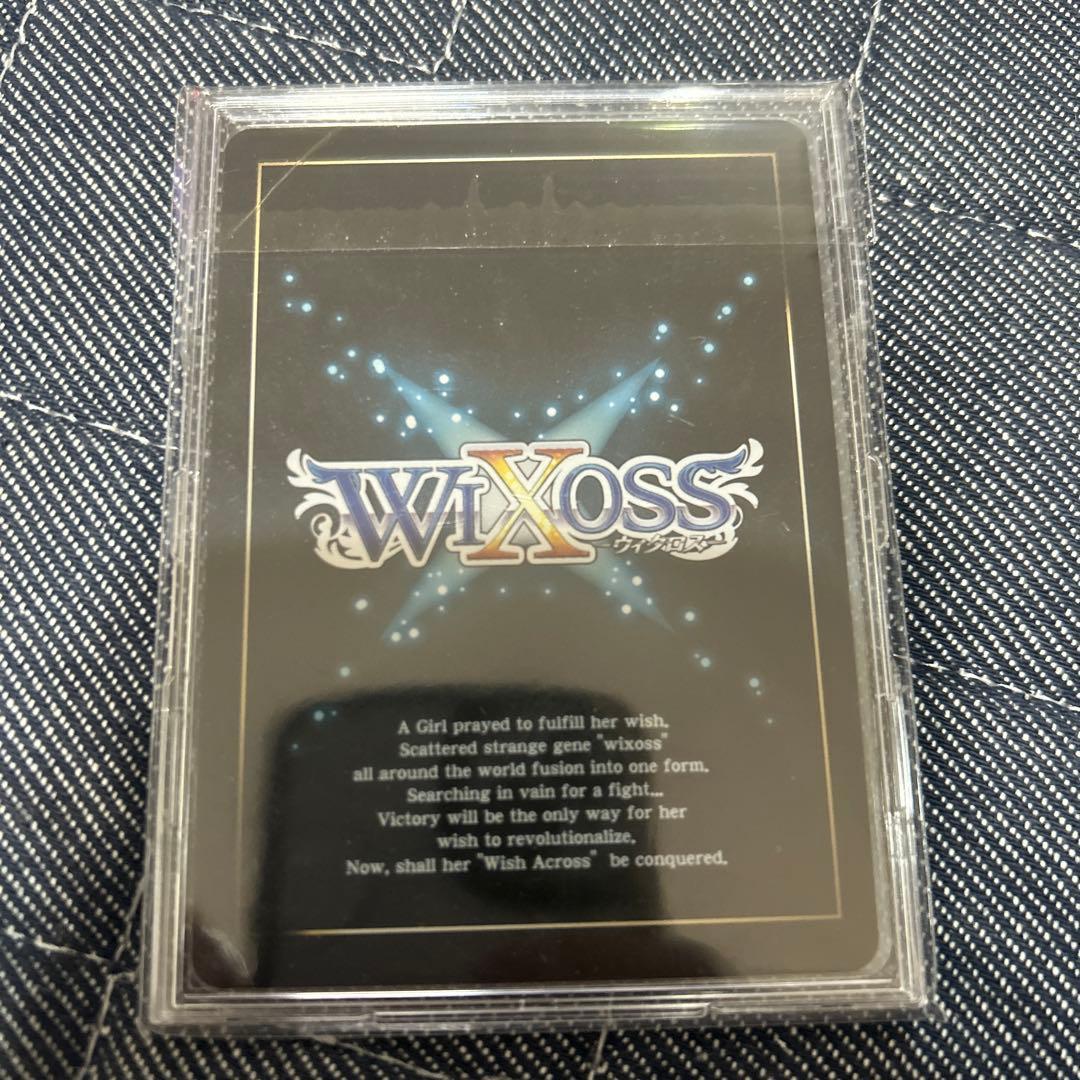 WIXOSS
ウィクロス
A Girl prayed to fulfill her wish.
Scattered strange gene "wixoss"
all around the world fusion into one form.
Searching in vain for a fight...
Victory will be the only way for her
wish to revolutionalize.
Now, shall her "Wish Across" be conquered.